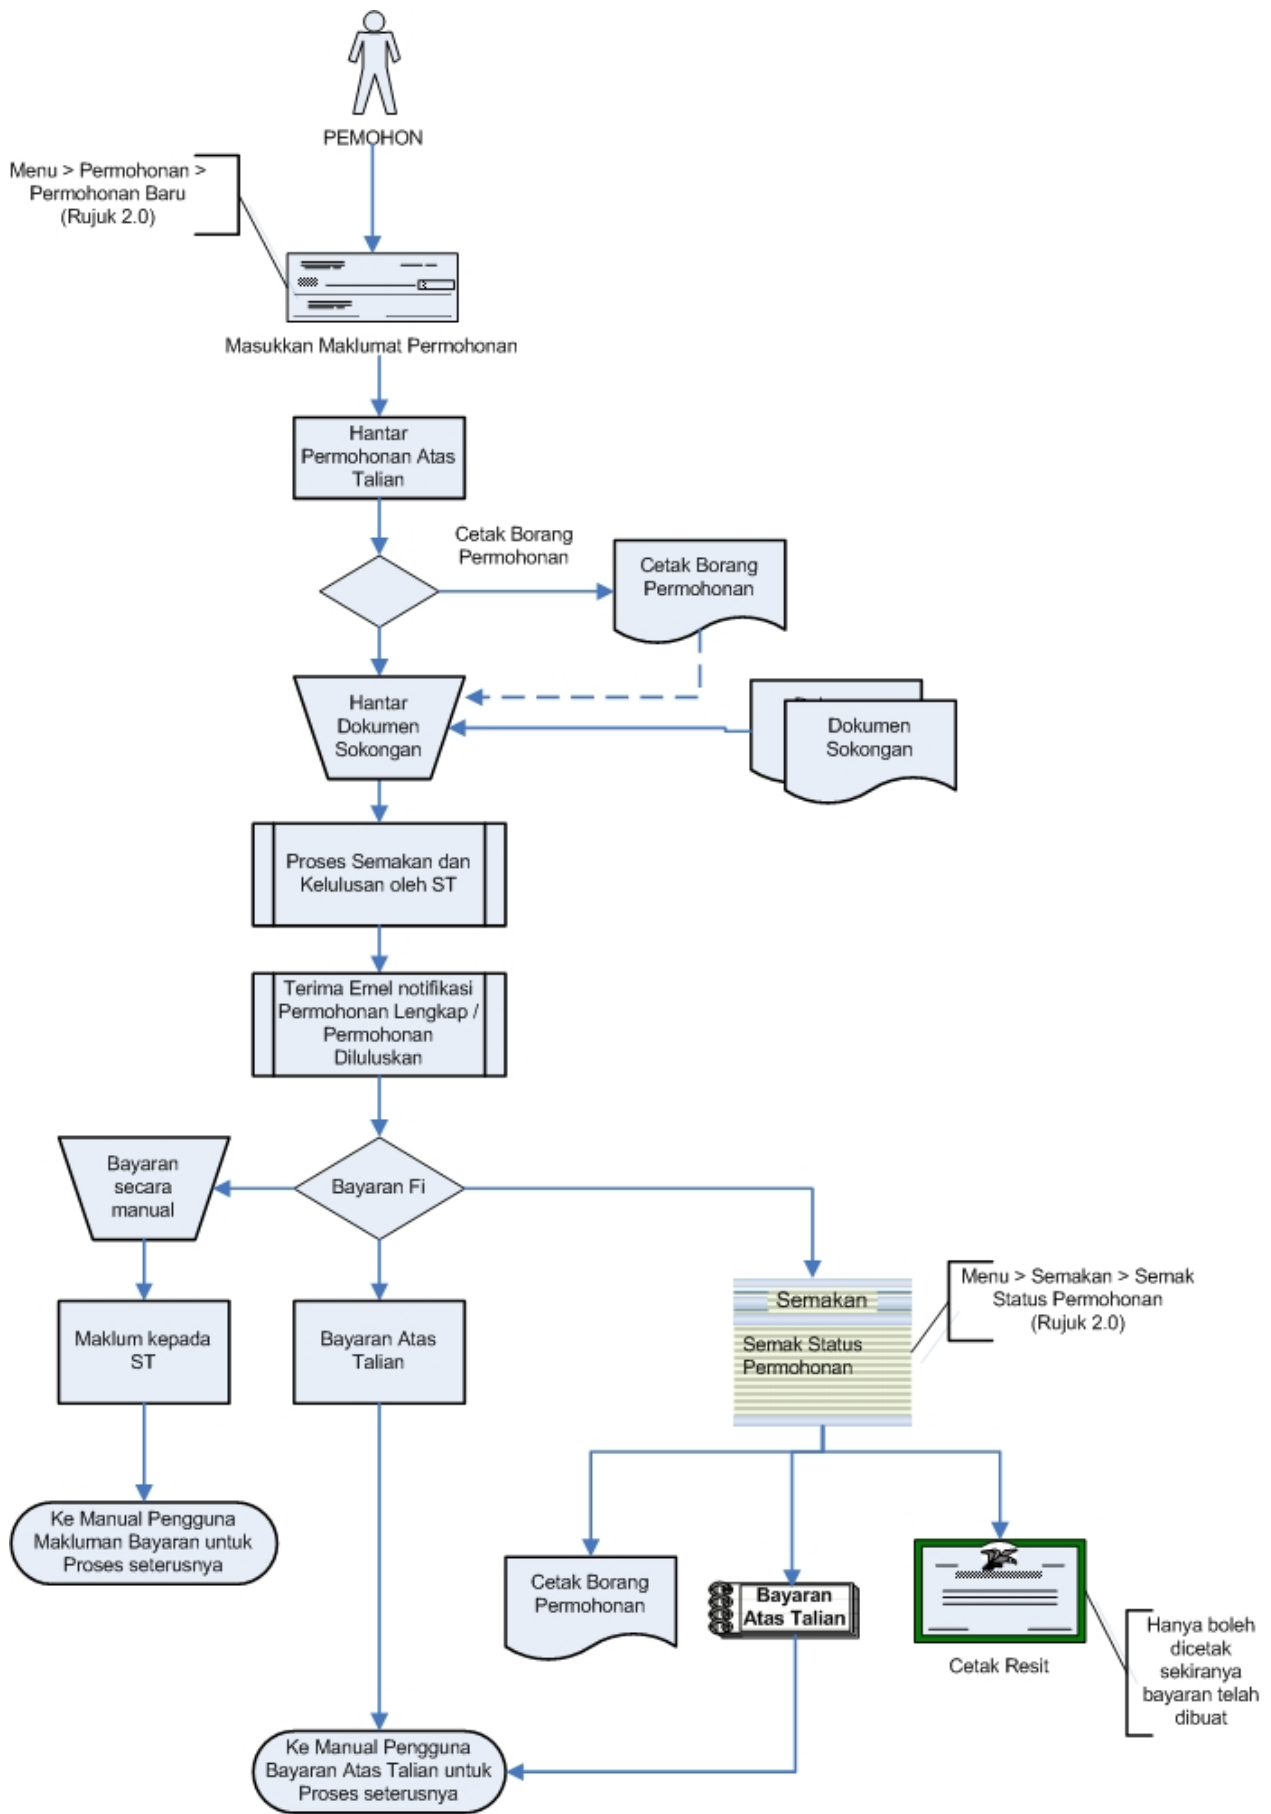 PEMOHON
Menu > Permohonan >
Permohonan Baru
(Rujuk 2.0)
Masukkan Maklumat Permohonan
Hantar
Permohonan Atas
Talian
Cetak Borang
Permohonan
Cetak Borang
Permohonan
Hantar
Dokumen
Sokongan
Dokumen
Sokongan
Proses Semakan dan
Kelulusan oleh ST
Terima Emel notifikasi
Permohonan Lengkap /
Permohonan
Diluluskan
Bayaran
secara
manual
Bayaran Fi
Menu > Semakan > Semak
Status Permohonan
(Rujuk 2.0)
Semakan
Semak Status
Permohonan
Maklum kepada
ST
Bayaran Atas
Talian
Ke Manual Pengguna
Makluman Bayaran untuk
Proses seterusnya
Cetak Borang
Permohonan
Bayaran
Atas Talian
Cetak Resit
Hanya boleh
dicetak
sekiranya
bayaran telah
dibuat
Ke Manual Pengguna
Bayaran Atas Talian untuk
Proses seterusnya